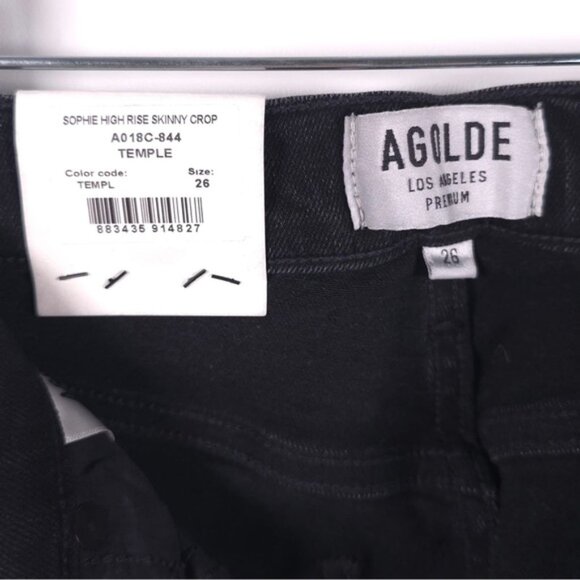 SOPHIE HIGH RISE SKINNY CROP
A018C-844
TEMPLE
Color code: Size:
TEMPL 26
883435 914827
AGOLDE
LOS ANGELES
PREMIUM
26